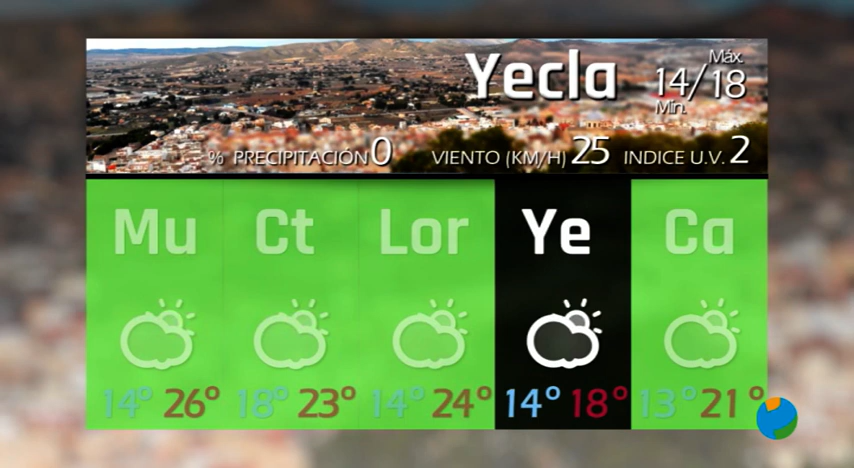 Yecla
Máx.
14/18
Mín.
% PRECIPITACIÓN 0 VIENTO (KM/H) 25 INDICE U.V. 2
Mu Ct Lor Ye Ca
14° 26° 18° 23° 14° 24° 14° 18° 13° 21°